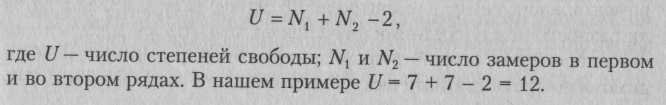 U = N₁ + N₂ −2,
где U — число степеней свободы; N₁ и N₂ — число замеров в первом
и во втором рядах. В нашем примере U = 7 + 7 − 2 = 12.